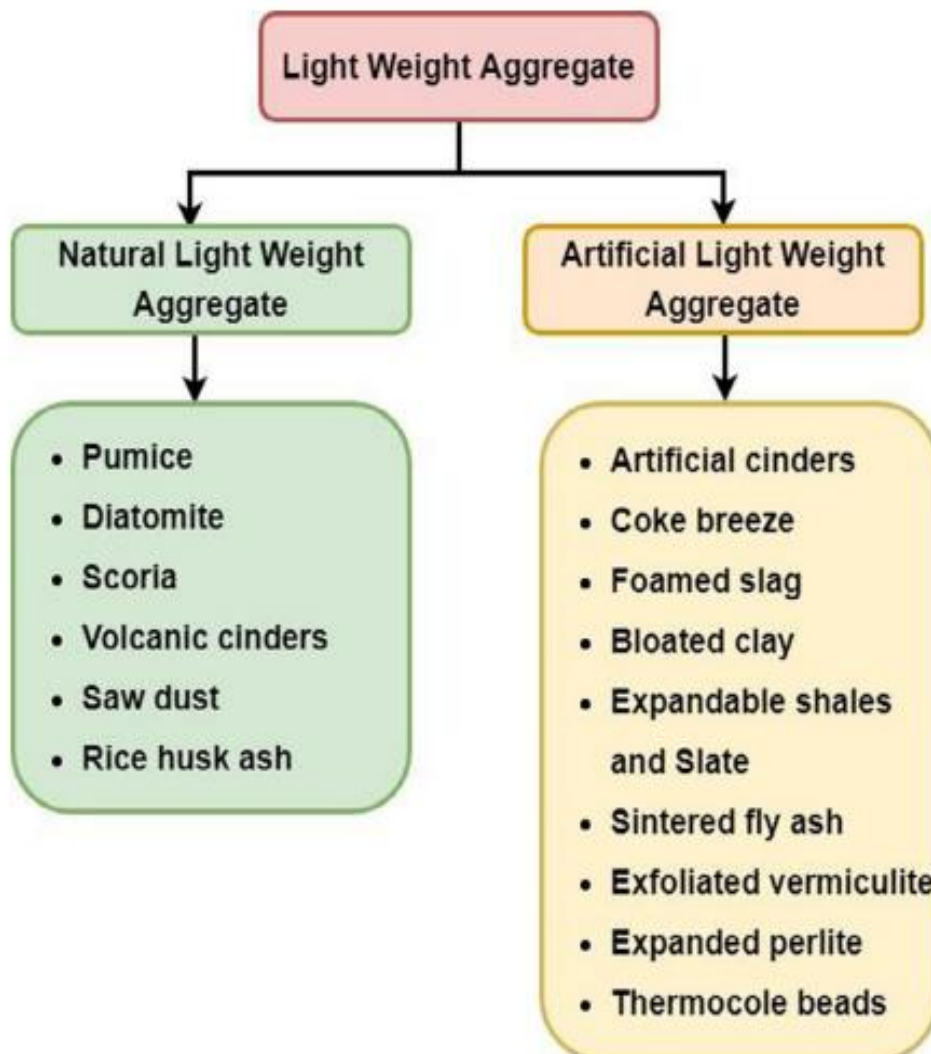 Light Weight Aggregate
Natural Light Weight
Aggregate
• Pumice
• Diatomite
• Scoria
• Volcanic cinders
• Saw dust
• Rice husk ash
Artificial Light Weight
Aggregate
• Artificial cinders
• Coke breeze
• Foamed slag
• Bloated clay
• Expandable shales
and Slate
• Sintered fly ash
• Exfoliated vermiculite
• Expanded perlite
• Thermocole beads